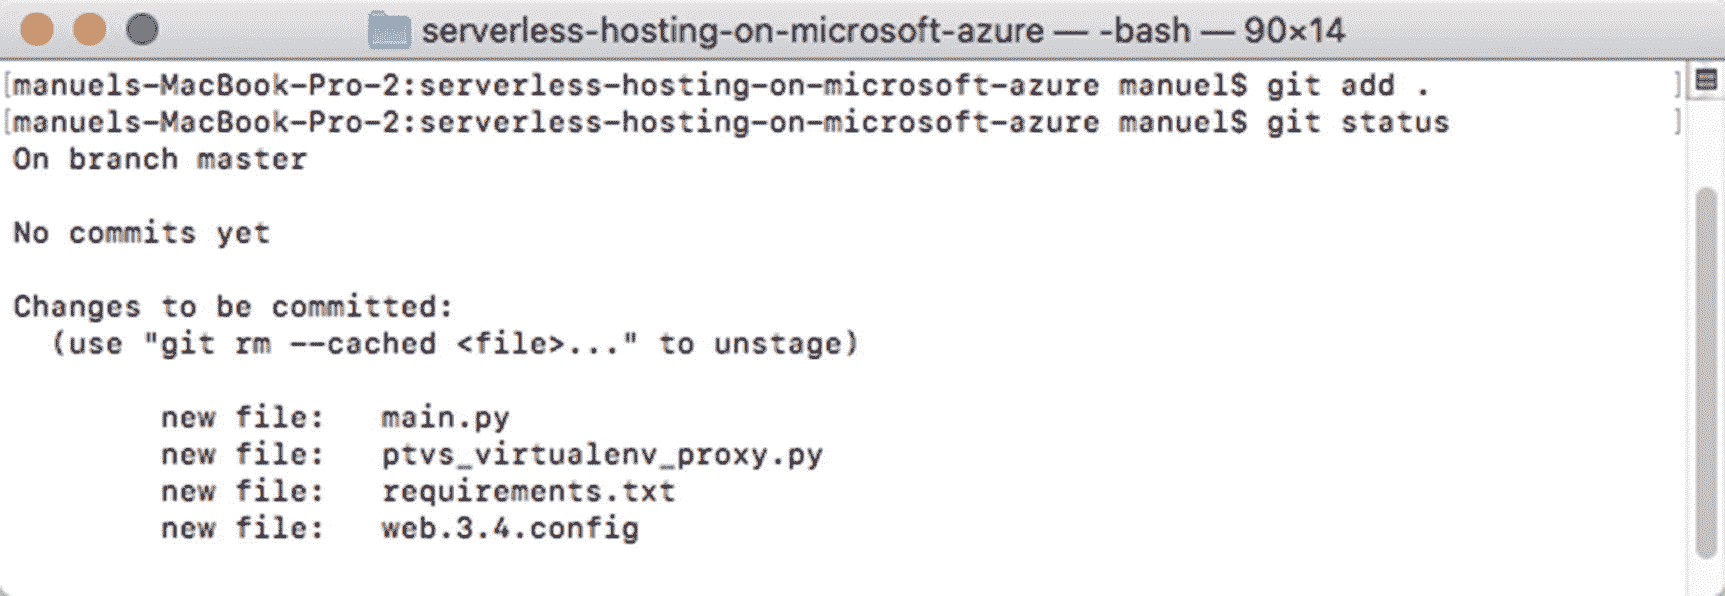 serverless-hosting-on-microsoft-azure — -bash — 90×14
[manuels-MacBook-Pro-2:serverless-hosting-on-microsoft-azure manuel$ git add . ]
[manuels-MacBook-Pro-2:serverless-hosting-on-microsoft-azure manuel$ git status ]
On branch master
No commits yet
Changes to be committed:
(use "git rm --cached <file>..." to unstage)
new file: main.py
new file: ptvs_virtualenv_proxy.py
new file: requirements.txt
new file: web.3.4.config